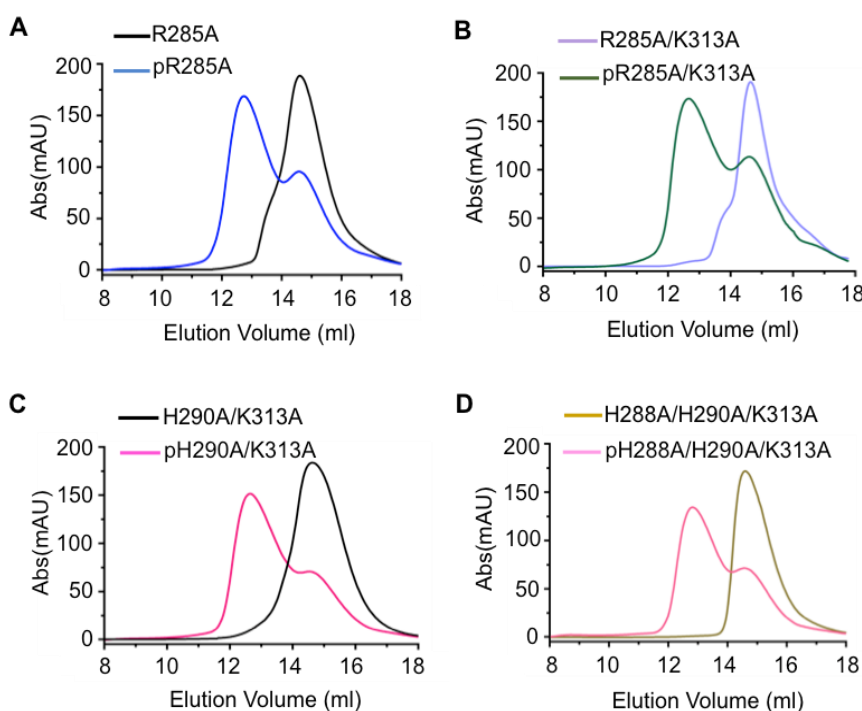 A
R285A
pR285A
200
150
100
50
0
Abs(mAU)
8 10 12 14 16 18
Elution Volume (ml)
B
R285A/K313A
pR285A/K313A
200
150
100
50
0
Abs(mAU)
8 10 12 14 16 18
Elution Volume (ml)
C
H290A/K313A
pH290A/K313A
200
150
100
50
0
Abs(mAU)
8 10 12 14 16 18
Elution Volume (ml)
D
H288A/H290A/K313A
pH288A/H290A/K313A
200
150
100
50
0
Abs(mAU)
8 10 12 14 16 18
Elution Volume (ml)